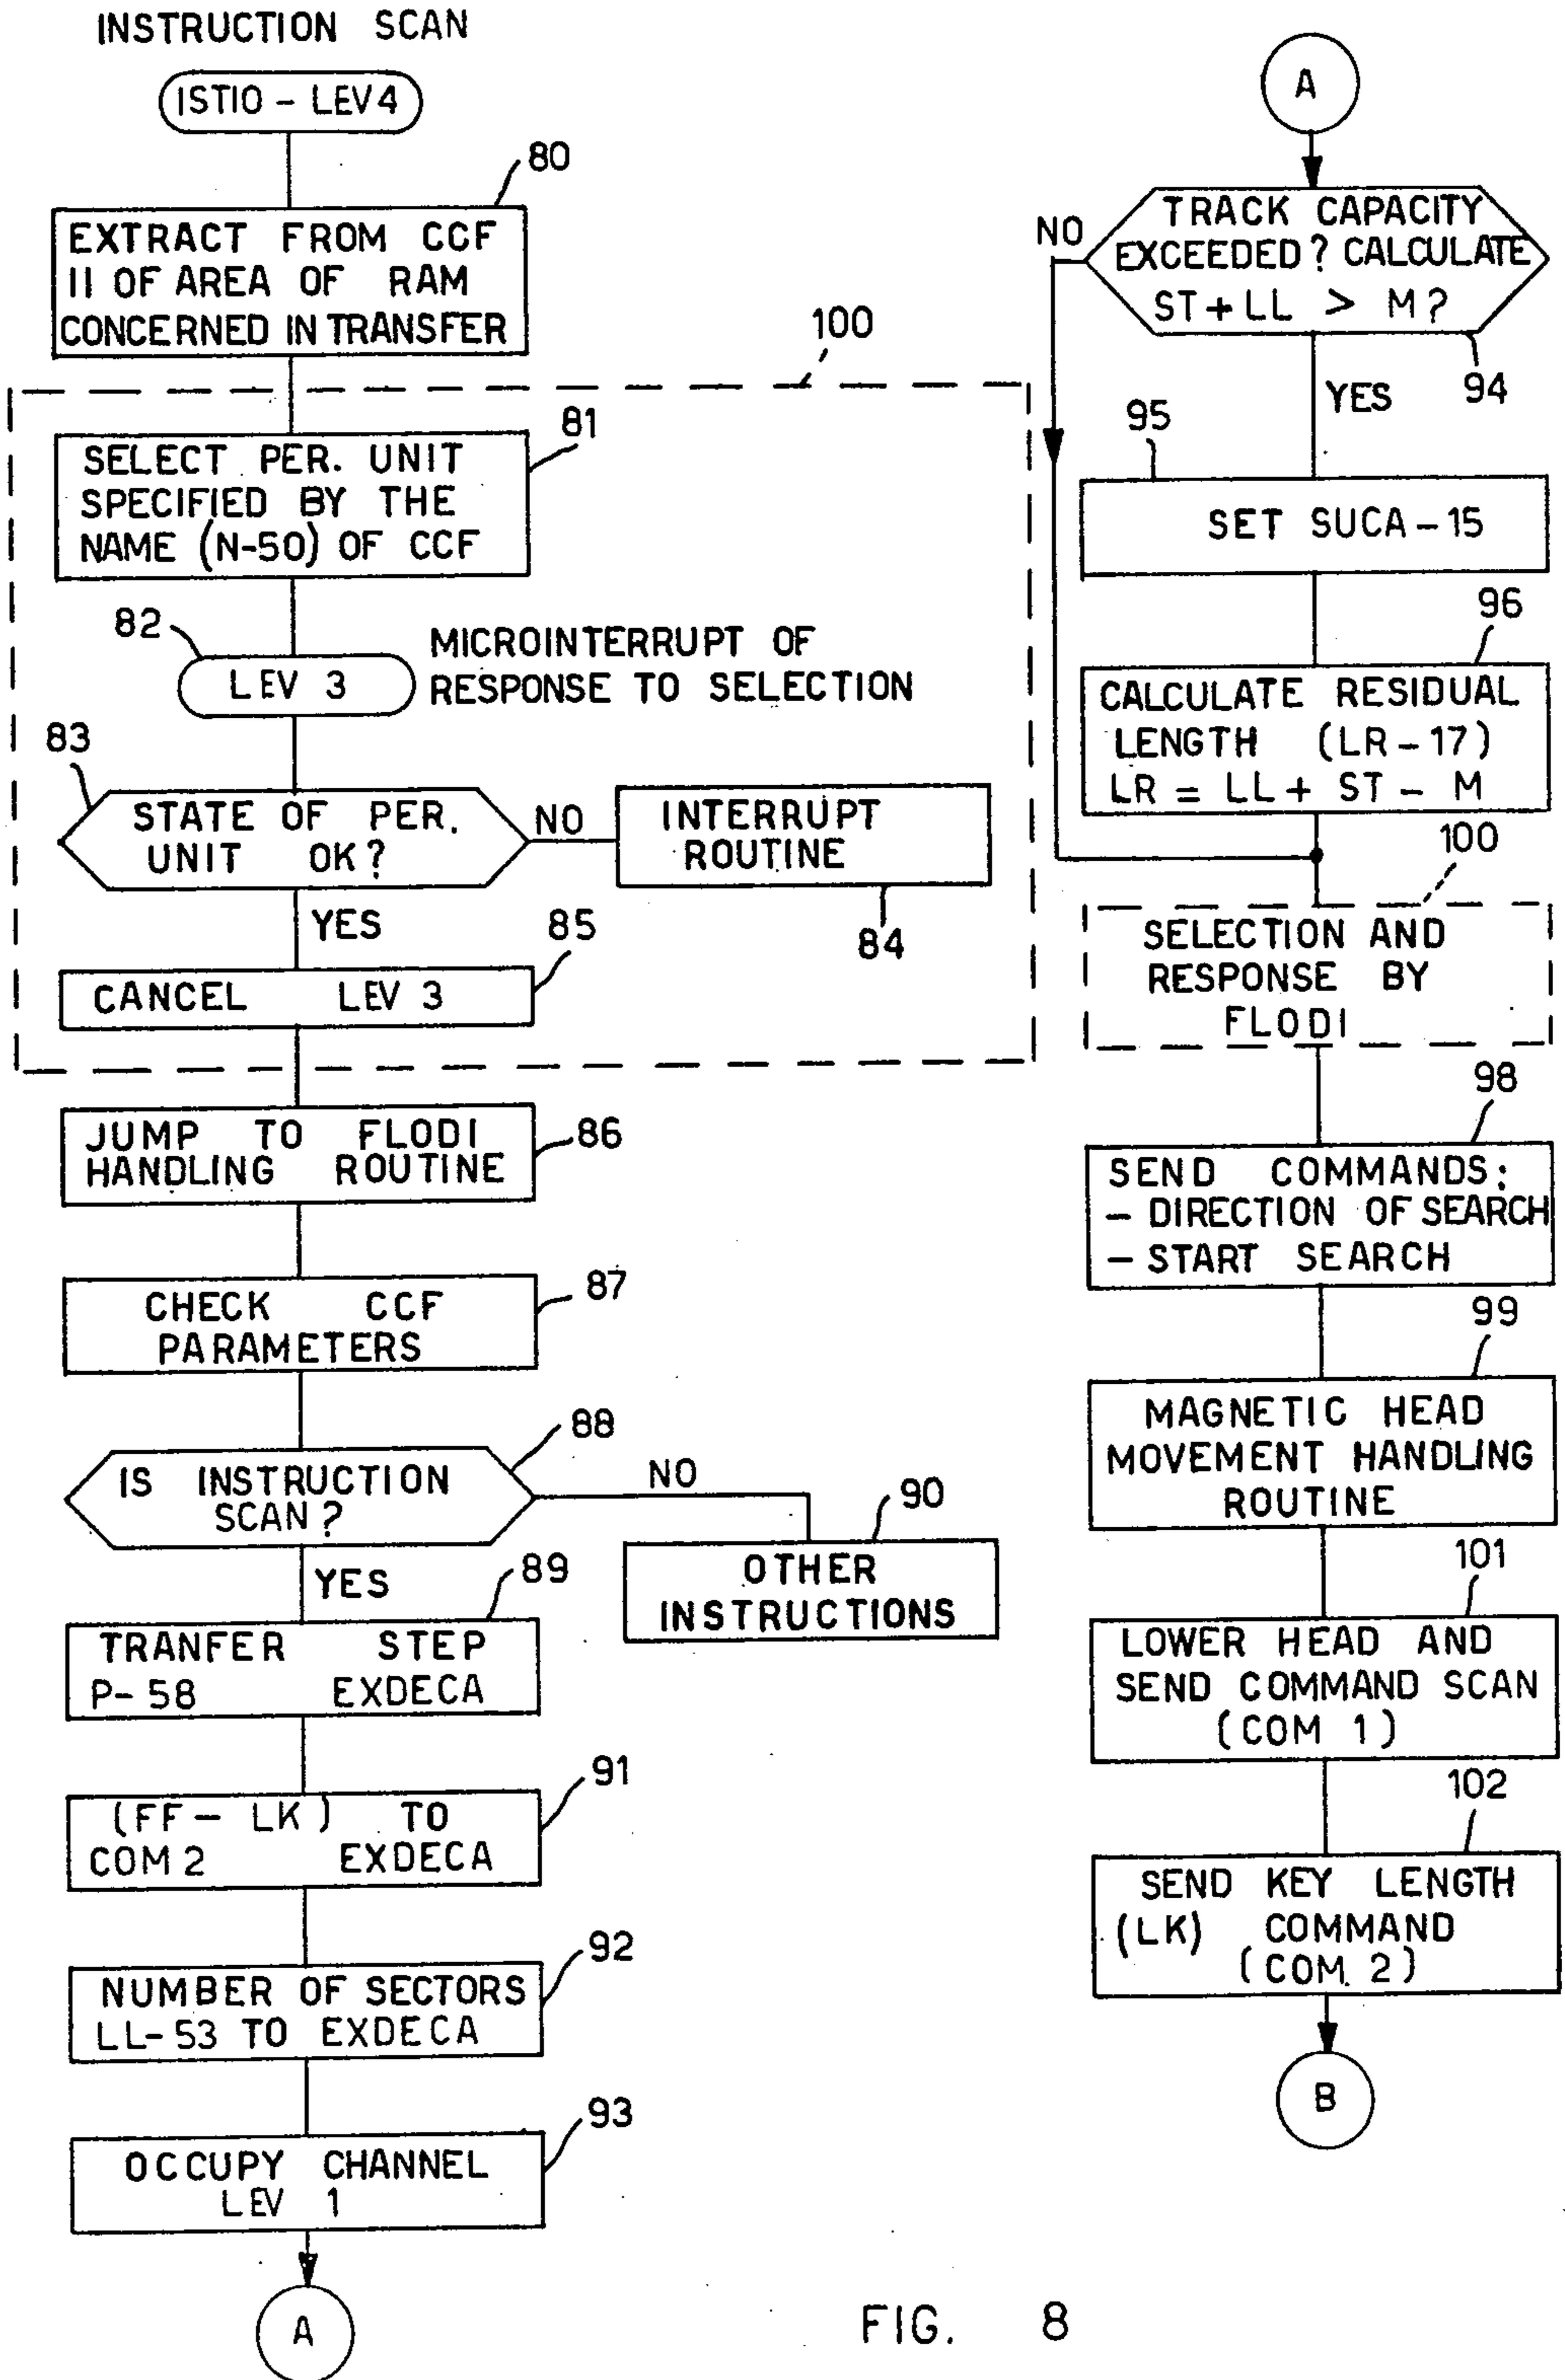 INSTRUCTION SCAN
ISTIO - LEV4
80
EXTRACT FROM CCF
II OF AREA OF RAM
CONCERNED IN TRANSFER
100
81
SELECT PER. UNIT
SPECIFIED BY THE
NAME (N-50) OF CCF
82
LEV 3
MICROINTERRUPT OF
RESPONSE TO SELECTION
83
STATE OF PER.
UNIT OK?
NO
INTERRUPT
ROUTINE
84
YES
85
CANCEL LEV 3
JUMP TO FLODI
HANDLING ROUTINE
86
CHECK CCF
PARAMETERS
87
88
IS INSTRUCTION
SCAN?
NO
90
OTHER
INSTRUCTIONS
YES
89
TRANFER STEP
P-58 EXDECA
91
(FF- LK) TO
COM2 EXDECA
92
NUMBER OF SECTORS
LL-53 TO EXDECA
93
OCCUPY CHANNEL
LEV 1
A
A
NO
TRACK CAPACITY
EXCEEDED? CALCULATE
ST+LL > M?
94
YES
95
SET SUCA-15
96
CALCULATE RESIDUAL
LENGTH (LR-17)
LR = LL + ST - M
100
SELECTION AND
RESPONSE BY
FLODI
98
SEND COMMANDS:
- DIRECTION OF SEARCH
- START SEARCH
99
MAGNETIC HEAD
MOVEMENT HANDLING
ROUTINE
101
LOWER HEAD AND
SEND COMMAND SCAN
(COM 1)
102
SEND KEY LENGTH
(LK) COMMAND
(COM. 2)
B
FIG. 8